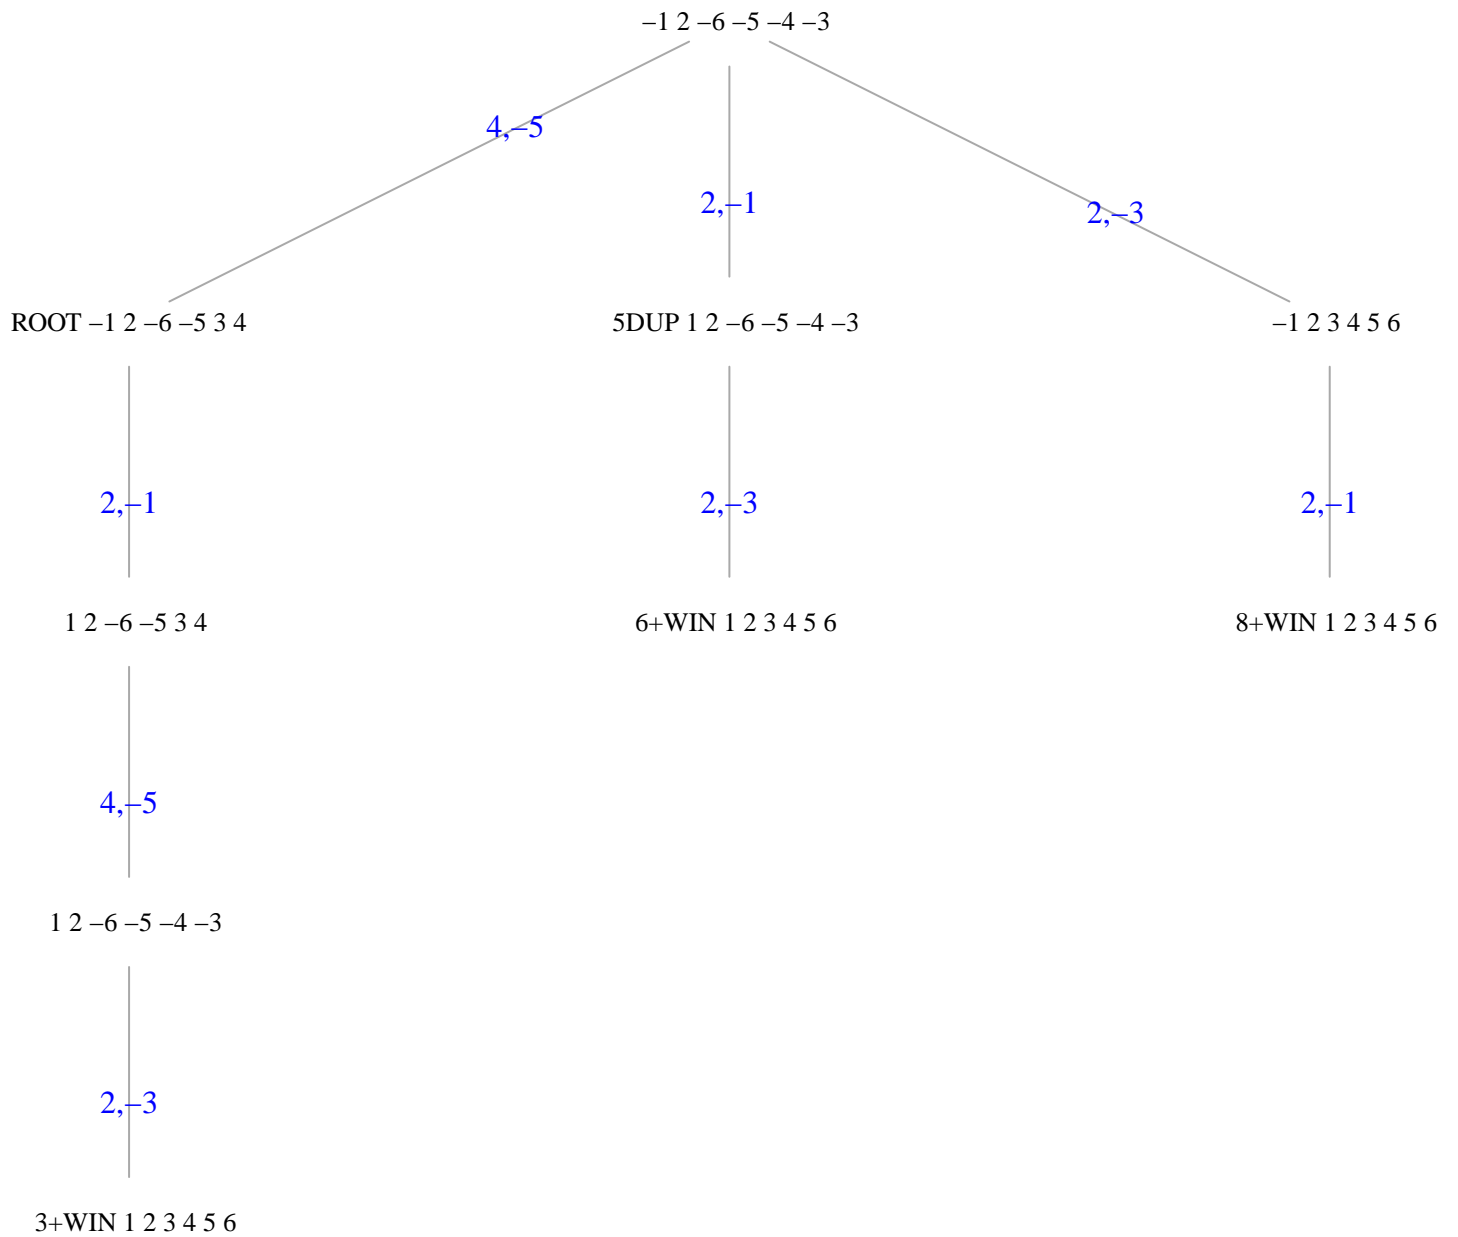 –1 2 –6 –5 –4 –3
4,–5
2,–1
2,–3
ROOT –1 2 –6 –5 3 4
5DUP 1 2 –6 –5 –4 –3
–1 2 3 4 5 6
2,–1
2,–3
2,–1
1 2 –6 –5 3 4
6+WIN 1 2 3 4 5 6
8+WIN 1 2 3 4 5 6
4,–5
1 2 –6 –5 –4 –3
2,–3
3+WIN 1 2 3 4 5 6